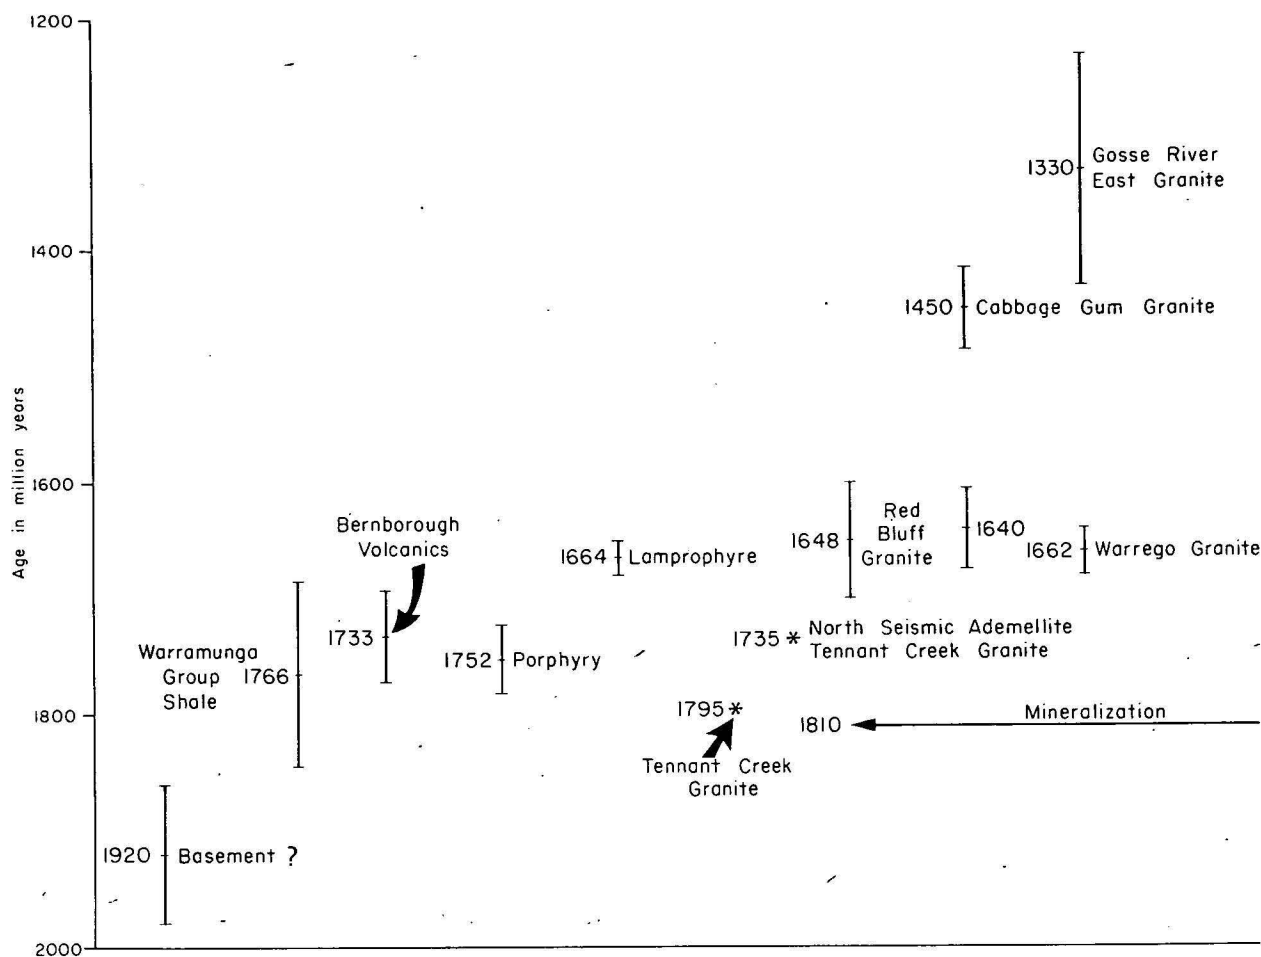 1200
1330
Gosse River
East Granite
1400
1450
Cabbage Gum Granite
Age in million years
1600
Bernborough
Volcanics
1664
Lamprophyre
1648
Red
Bluff
Granite
1640
1662
Warrego Granite
Warramunga
Group
Shale
1766
1733
1752
Porphyry
1735 *
North Seismic Ademellite
Tennant Creek Granite
1795 *
Tennant Creek
Granite
1800
1810
Mineralization
1920
Basement ?
2000